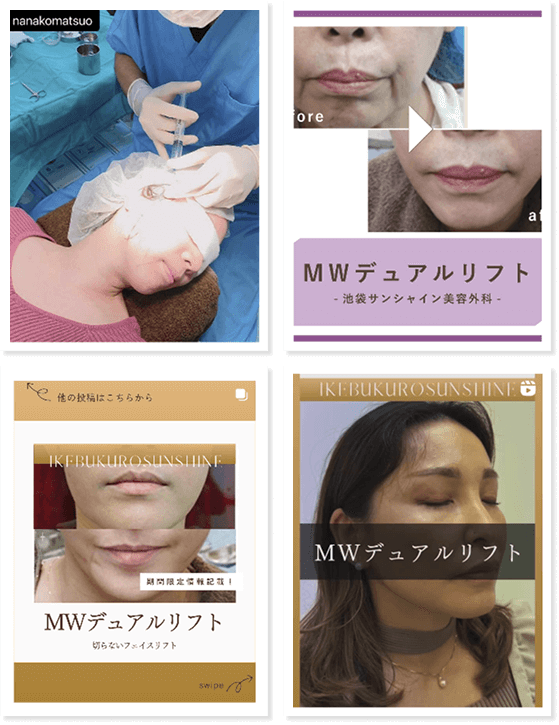 nanakomatsuo
fore
af
MWデュアルリフト
- 池袋サンシャイン美容外科 -
他の投稿はこちらから
IKEBUKUROSUNSHINE
期間限定情報記載！
MWデュアルリフト
切らないフェイスリフト
swipe
IKEBUKUROSUNSHINE
MWデュアルリフト